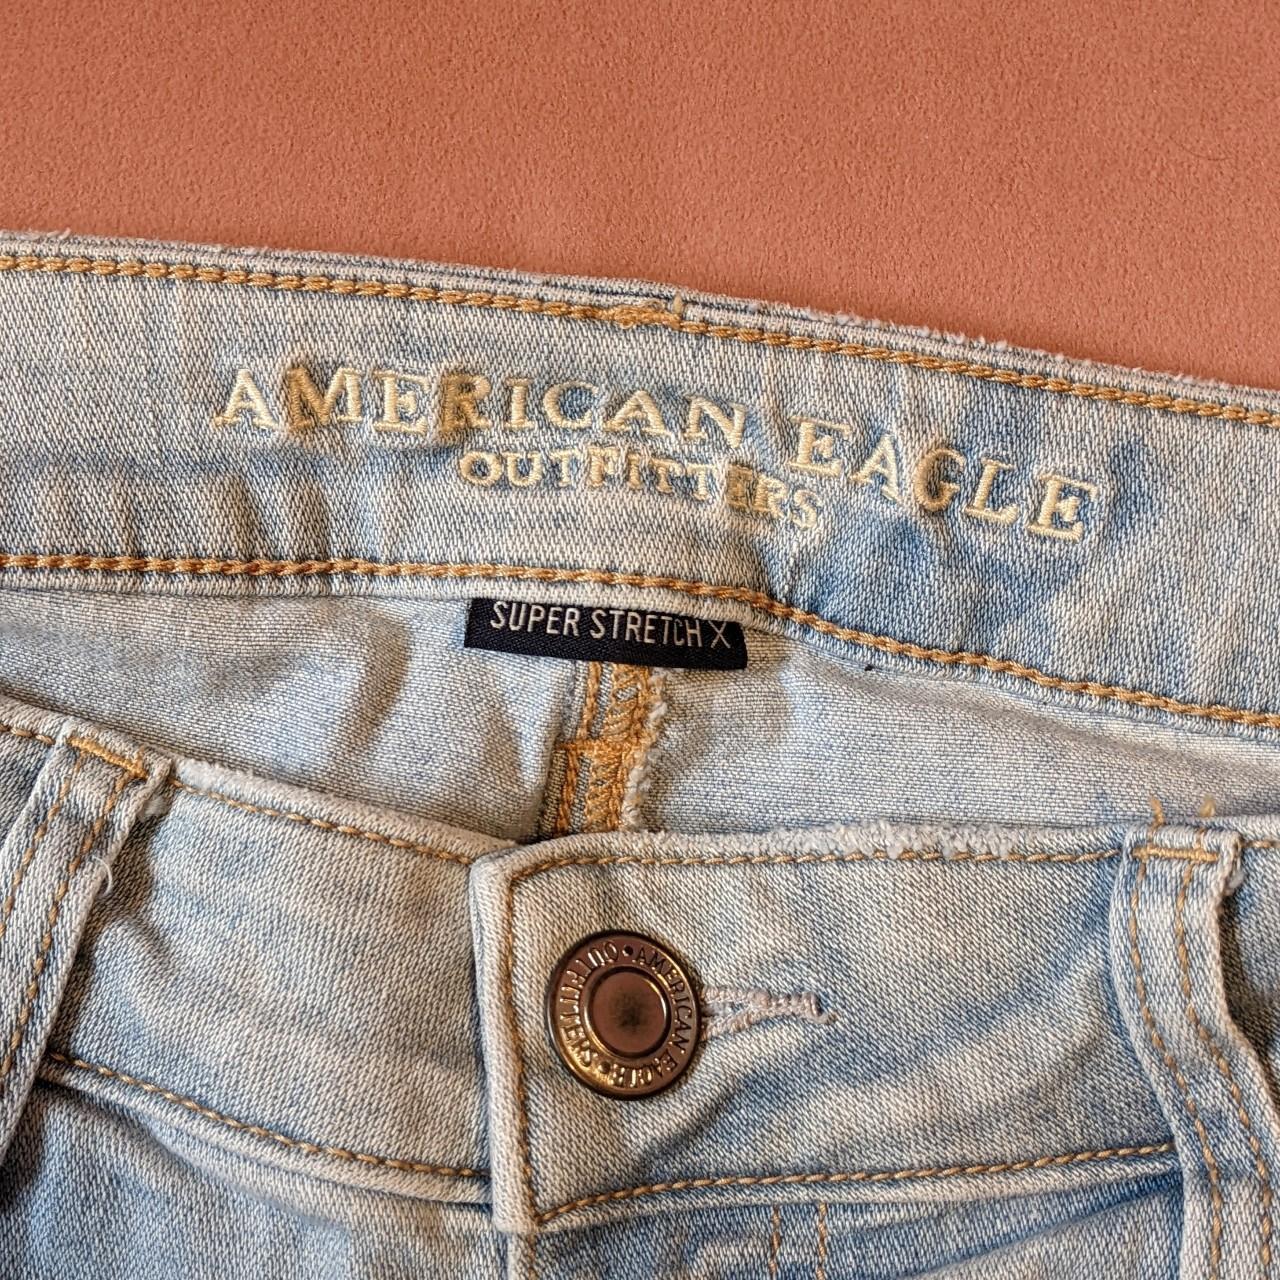 AMERICAN EAGLE
OUTFITTERS
SUPER STRETCH X
AMERICAN EAGLE • OUTFITTERS •